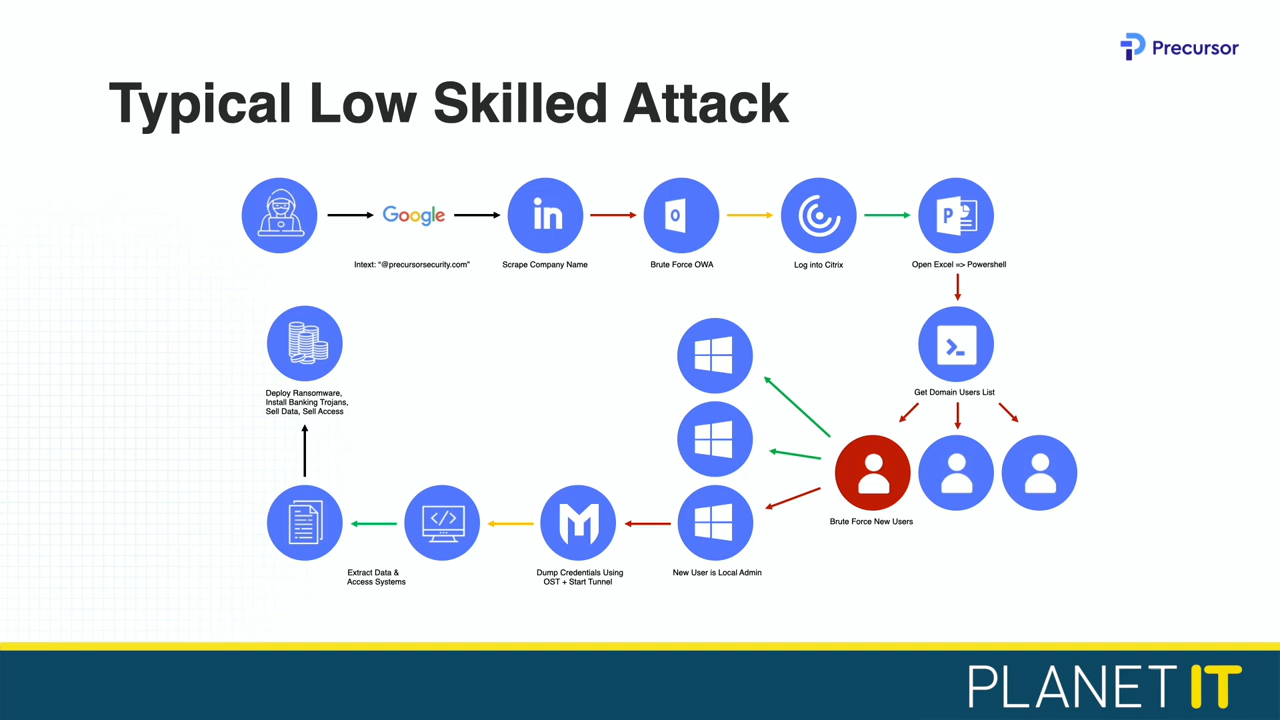 Precursor
Typical Low Skilled Attack
Google
in
O
P
Intext: "@precursorsecurity.com"
Scrape Company Name
Brute Force OWA
Log into Citrix
Open Excel => Powershell
>_
Get Domain Users List
Deploy Ransomware,
Install Banking Trojans,
Sell Data, Sell Access
Brute Force New Users
</>
M
Extract Data &
Access Systems
Dump Credentials Using
OST + Start Tunnel
New User is Local Admin
PLANET IT